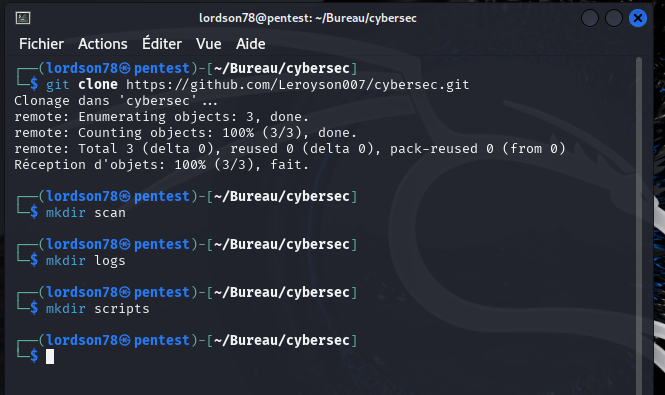 lordson78@pentest: ~/Bureau/cybersec
Fichier Actions Éditer Vue Aide
┌──(lordson78㉿pentest)-[~/Bureau/cybersec]
└─$ git clone https://github.com/Leroyson007/cybersec.git
Clonage dans 'cybersec'...
remote: Enumerating objects: 3, done.
remote: Counting objects: 100% (3/3), done.
remote: Total 3 (delta 0), reused 0 (delta 0), pack-reused 0 (from 0)
Réception d'objets: 100% (3/3), fait.
┌──(lordson78㉿pentest)-[~/Bureau/cybersec]
└─$ mkdir scan
┌──(lordson78㉿pentest)-[~/Bureau/cybersec]
└─$ mkdir logs
┌──(lordson78㉿pentest)-[~/Bureau/cybersec]
└─$ mkdir scripts
┌──(lordson78㉿pentest)-[~/Bureau/cybersec]
└─$